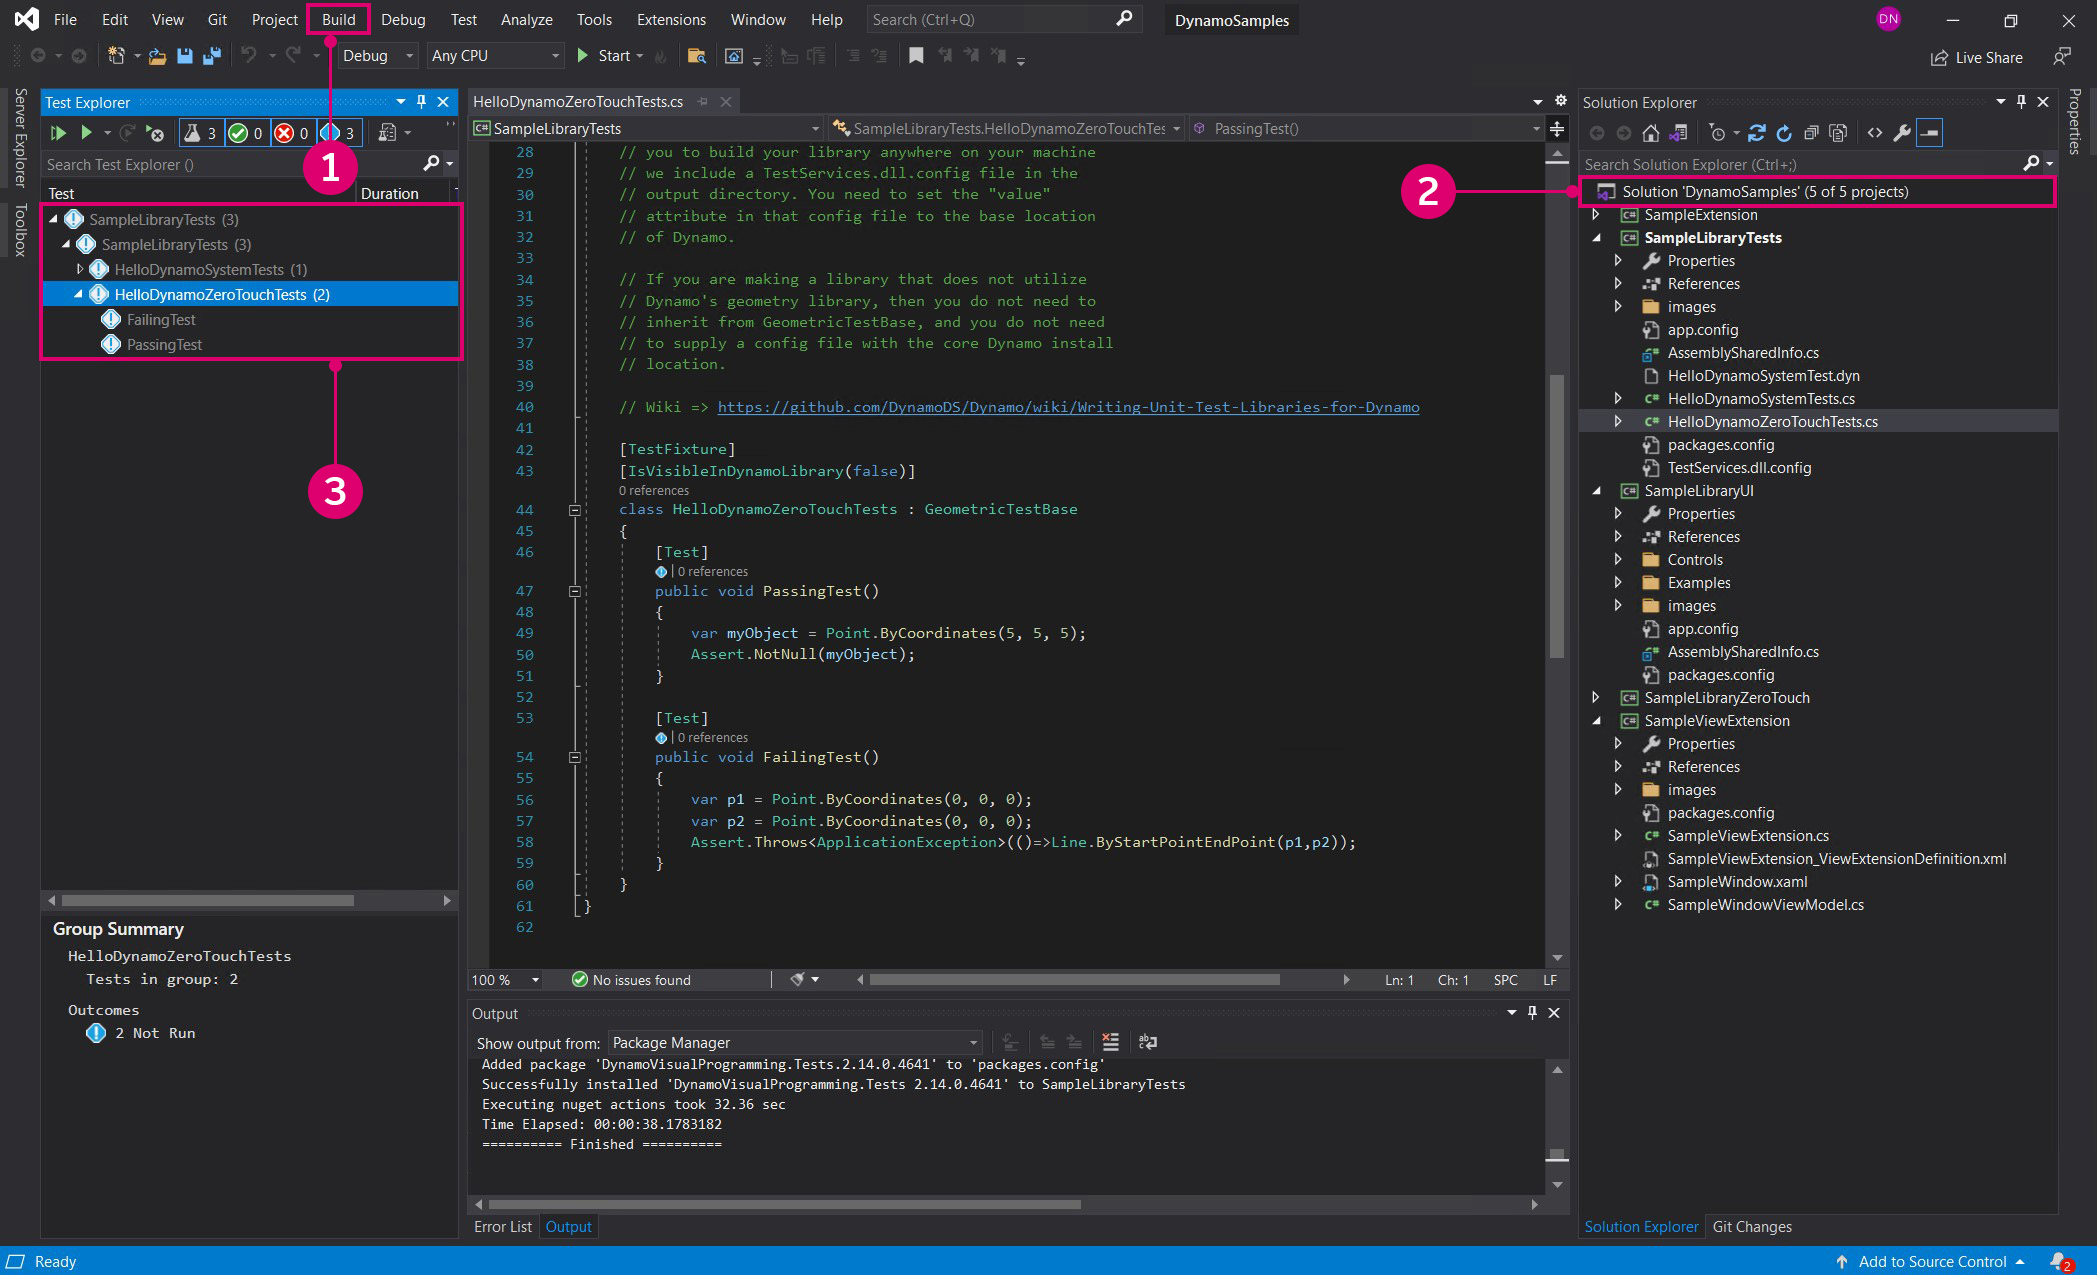 File Edit View Git Project Build Debug Test Analyze Tools Extensions Window Help Search (Ctrl+Q) DynamoSamples DN
Debug Any CPU Start Live Share
Server Explorer
Toolbox
Test Explorer
3 0 0 3
Search Test Explorer ()
Test Duration
SampleLibraryTests (3)
SampleLibraryTests (3)
HelloDynamoSystemTests (1)
HelloDynamoZeroTouchTests (2)
FailingTest
PassingTest
1
2
3
Group Summary
HelloDynamoZeroTouchTests
Tests in group: 2
Outcomes
2 Not Run
HelloDynamoZeroTouchTests.cs
C# SampleLibraryTests SampleLibraryTests.HelloDynamoZeroTouchTes PassingTest()
28 // you to build your library anywhere on your machine
29 // we include a TestServices.dll.config file in the
30 // output directory. You need to set the "value"
31 // attribute in that config file to the base location
32 // of Dynamo.
33
34 // If you are making a library that does not utilize
35 // Dynamo's geometry library, then you do not need to
36 // inherit from GeometricTestBase, and you do not need
37 // to supply a config file with the core Dynamo install
38 // location.
39
40 // Wiki => https://github.com/DynamoDS/Dynamo/wiki/Writing-Unit-Test-Libraries-for-Dynamo
41
42 [TestFixture]
43 [IsVisibleInDynamoLibrary(false)]
0 references
44 class HelloDynamoZeroTouchTests : GeometricTestBase
45 {
46 [Test]
0 references
47 public void PassingTest()
48 {
49 var myObject = Point.ByCoordinates(5, 5, 5);
50 Assert.NotNull(myObject);
51 }
52
53 [Test]
0 references
54 public void FailingTest()
55 {
56 var p1 = Point.ByCoordinates(0, 0, 0);
57 var p2 = Point.ByCoordinates(0, 0, 0);
58 Assert.Throws<ApplicationException>(()=>Line.ByStartPointEndPoint(p1,p2));
59 }
60 }
61 }
62
100 % No issues found Ln: 1 Ch: 1 SPC LF
Output
Show output from: Package Manager
Added package 'DynamoVisualProgramming.Tests.2.14.0.4641' to 'packages.config'
Successfully installed 'DynamoVisualProgramming.Tests 2.14.0.4641' to SampleLibraryTests
Executing nuget actions took 32.36 sec
Time Elapsed: 00:00:38.1783182
========== Finished ==========
Error List Output
Solution Explorer
Search Solution Explorer (Ctrl+;)
Solution 'DynamoSamples' (5 of 5 projects)
C# SampleExtension
C# SampleLibraryTests
Properties
References
images
app.config
C# AssemblySharedInfo.cs
HelloDynamoSystemTest.dyn
C# HelloDynamoSystemTests.cs
C# HelloDynamoZeroTouchTests.cs
packages.config
TestServices.dll.config
C# SampleLibraryUI
Properties
References
Controls
Examples
images
app.config
C# AssemblySharedInfo.cs
packages.config
C# SampleLibraryZeroTouch
C# SampleViewExtension
Properties
References
images
packages.config
C# SampleViewExtension.cs
SampleViewExtension_ViewExtensionDefinition.xml
SampleWindow.xaml
C# SampleWindowViewModel.cs
Solution Explorer Git Changes
Properties
Ready Add to Source Control 2